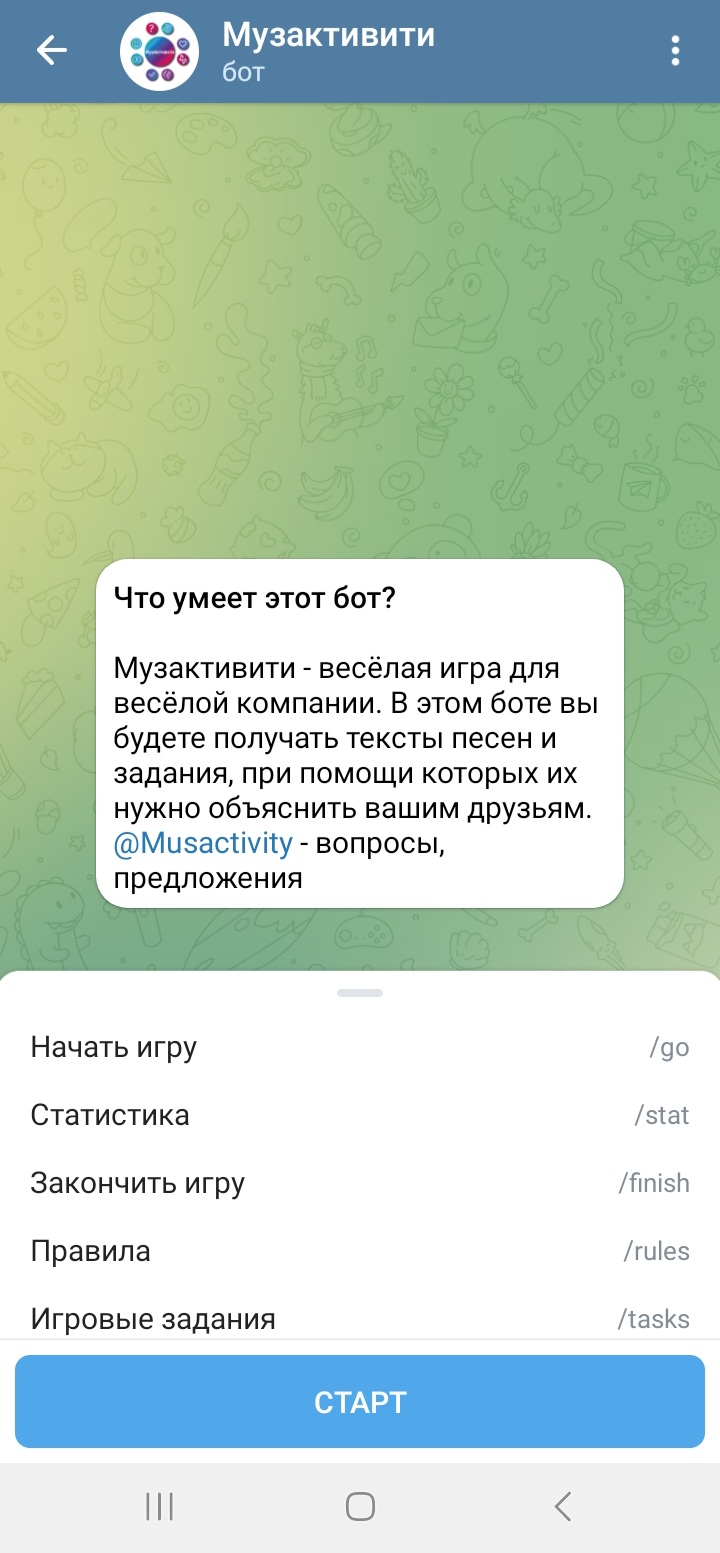 Музактивити
бот
Что умеет этот бот?
Музактивити - весёлая игра для
весёлой компании. В этом боте вы
будете получать тексты песен и
задания, при помощи которых их
нужно объяснить вашим друзьям.
@Musactivity - вопросы,
предложения
Начать игру /go
Статистика /stat
Закончить игру /finish
Правила /rules
Игровые задания /tasks
СТАРТ